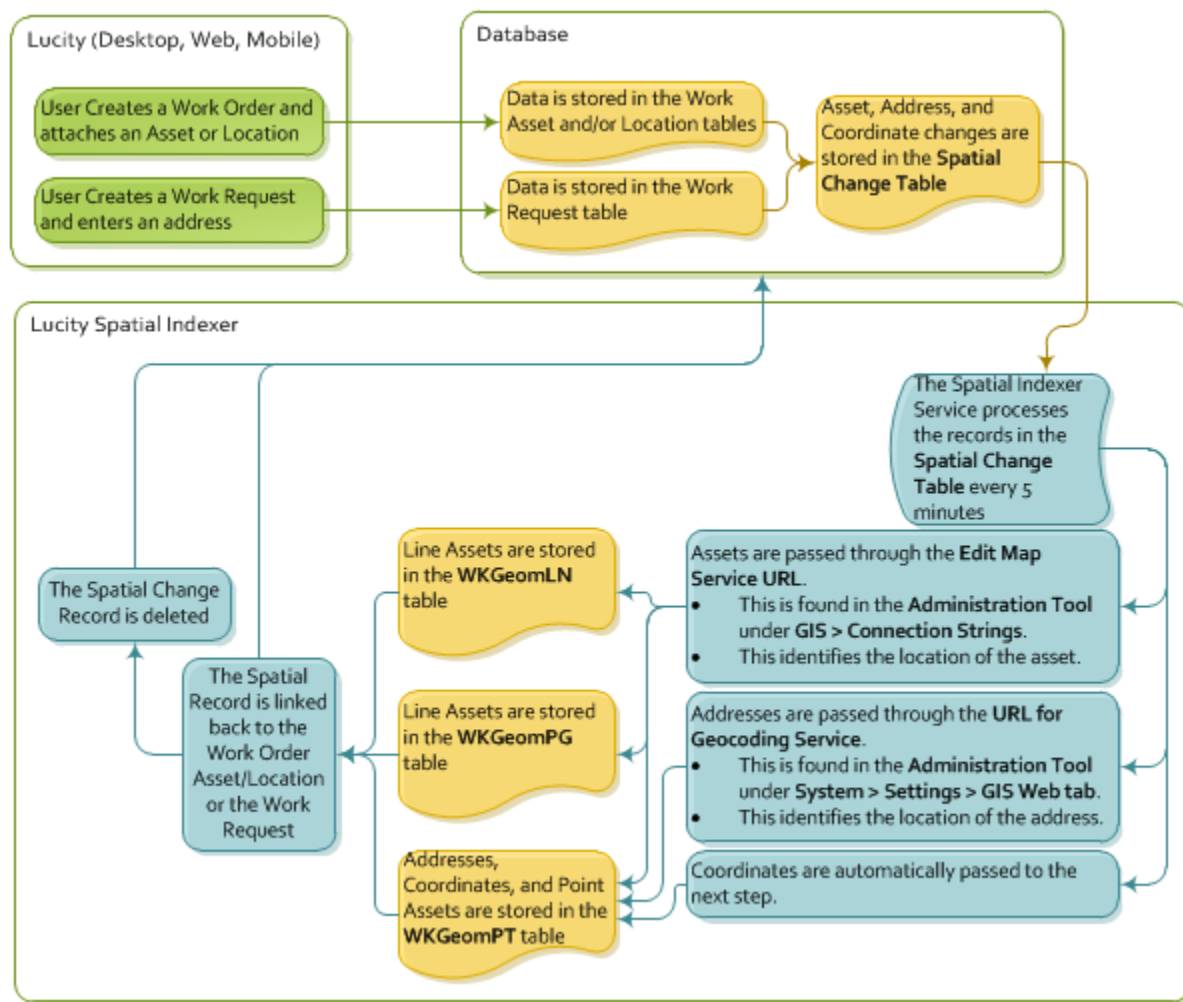 Lucity (Desktop, Web, Mobile)
User Creates a Work Order and
attaches an Asset or Location
User Creates a Work Request
and enters an address
Database
Data is stored in the Work
Asset and/or Location tables
Data is stored in the Work
Request table
Asset, Address, and
Coordinate changes are
stored in the Spatial
Change Table
Lucity Spatial Indexer
The Spatial Indexer
Service processes
the records in the
Spatial Change
Table every 5
minutes
Assets are passed through the Edit Map
Service URL.
• This is found in the Administration Tool
under GIS > Connection Strings.
• This identifies the location of the asset.
Addresses are passed through the URL for
Geocoding Service.
• This is found in the Administration Tool
under System > Settings > GIS Web tab.
• This identifies the location of the address.
Coordinates are automatically passed to the
next step.
Line Assets are stored
in the WKGeomLN
table
Line Assets are stored
in the WKGeomPG
table
Addresses,
Coordinates, and Point
Assets are stored in the
WKGeomPT table
The Spatial
Record is linked
back to the
Work Order
Asset/Location
or the Work
Request
The Spatial Change
Record is deleted